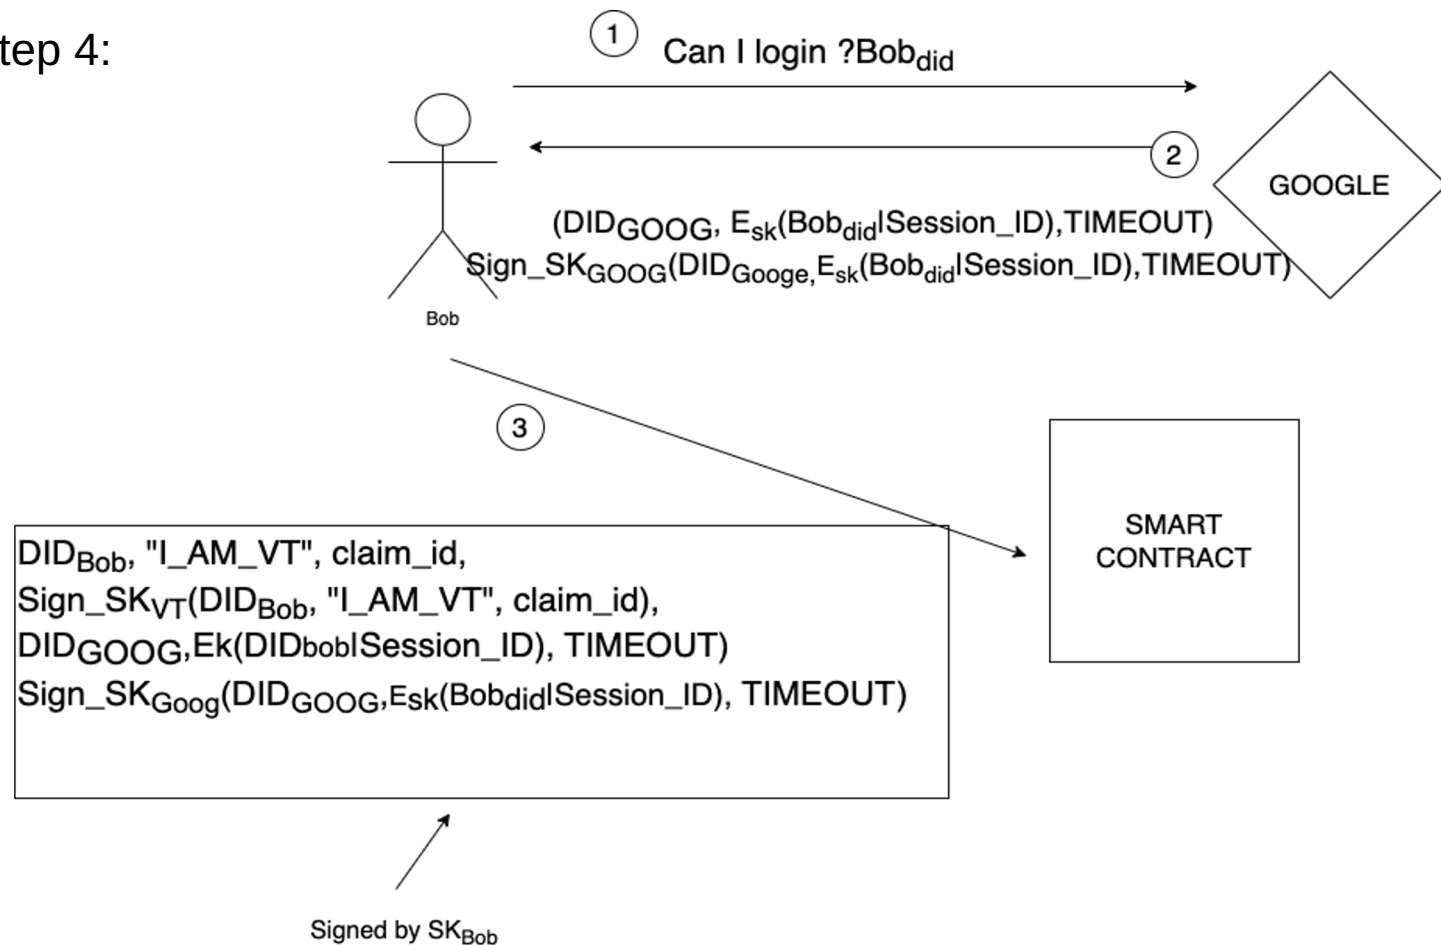 tep 4:
1
Can I login ?Bobdid
2
GOOGLE
(DIDGOOG, Esk(Bobdid|Session_ID),TIMEOUT)
Sign_SKGOOG(DIDGooge,Esk(Bobdid|Session_ID),TIMEOUT)
Bob
3
SMART
CONTRACT
DIDBob, "I_AM_VT", claim_id,
Sign_SKVT(DIDBob, "I_AM_VT", claim_id),
DIDGOOG,Ek(DIDbob|Session_ID), TIMEOUT)
Sign_SKGoog(DIDGOOG,Esk(Bobdid|Session_ID), TIMEOUT)
Signed by SKBob